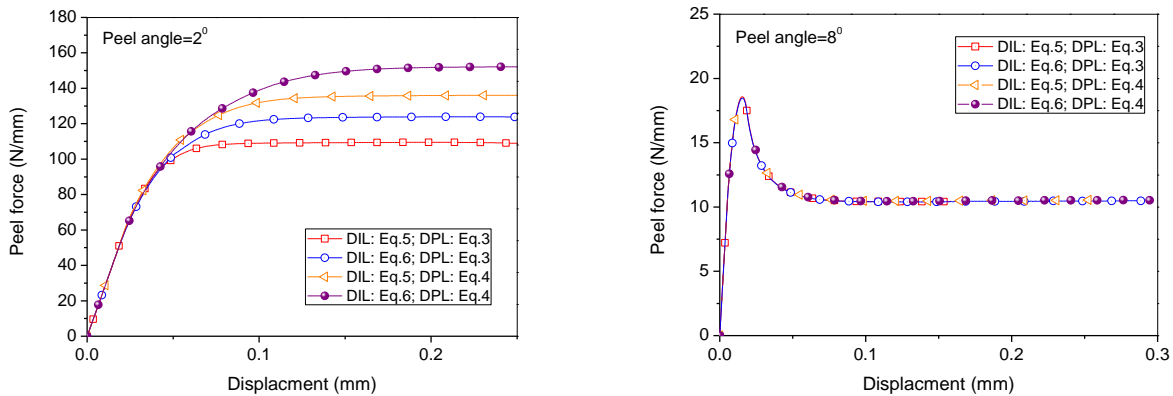 Peel angle=2⁰
180
160
140
120
100
80
60
40
20
0
Peel force (N/mm)
DIL: Eq.5; DPL: Eq.3
DIL: Eq.6; DPL: Eq.3
DIL: Eq.5; DPL: Eq.4
DIL: Eq.6; DPL: Eq.4
0.0 0.1 0.2
Displacment (mm)
Peel angle=8⁰
25
20
15
10
5
0
Peel force (N/mm)
DIL: Eq.5; DPL: Eq.3
DIL: Eq.6; DPL: Eq.3
DIL: Eq.5; DPL: Eq.4
DIL: Eq.6; DPL: Eq.4
0.0 0.1 0.2 0.3
Displacment (mm)